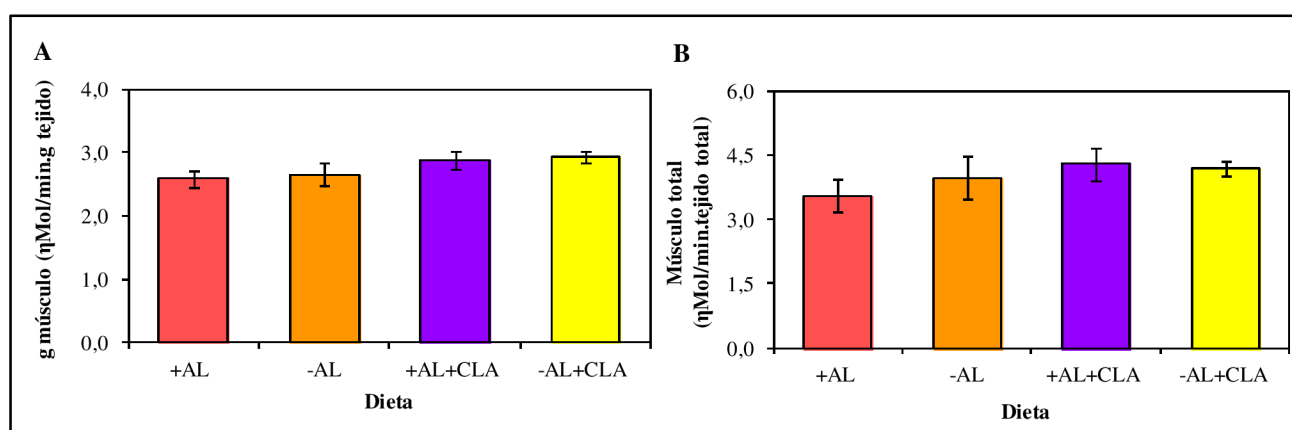 A
g músculo (ηMol/min.g tejido)
4,0
3,0
2,0
1,0
0,0
+AL
-AL
+AL+CLA
-AL+CLA
Dieta
B
Músculo total
(ηMol/min.tejido total)
6,0
4,5
3,0
1,5
0,0
+AL
-AL
+AL+CLA
-AL+CLA
Dieta